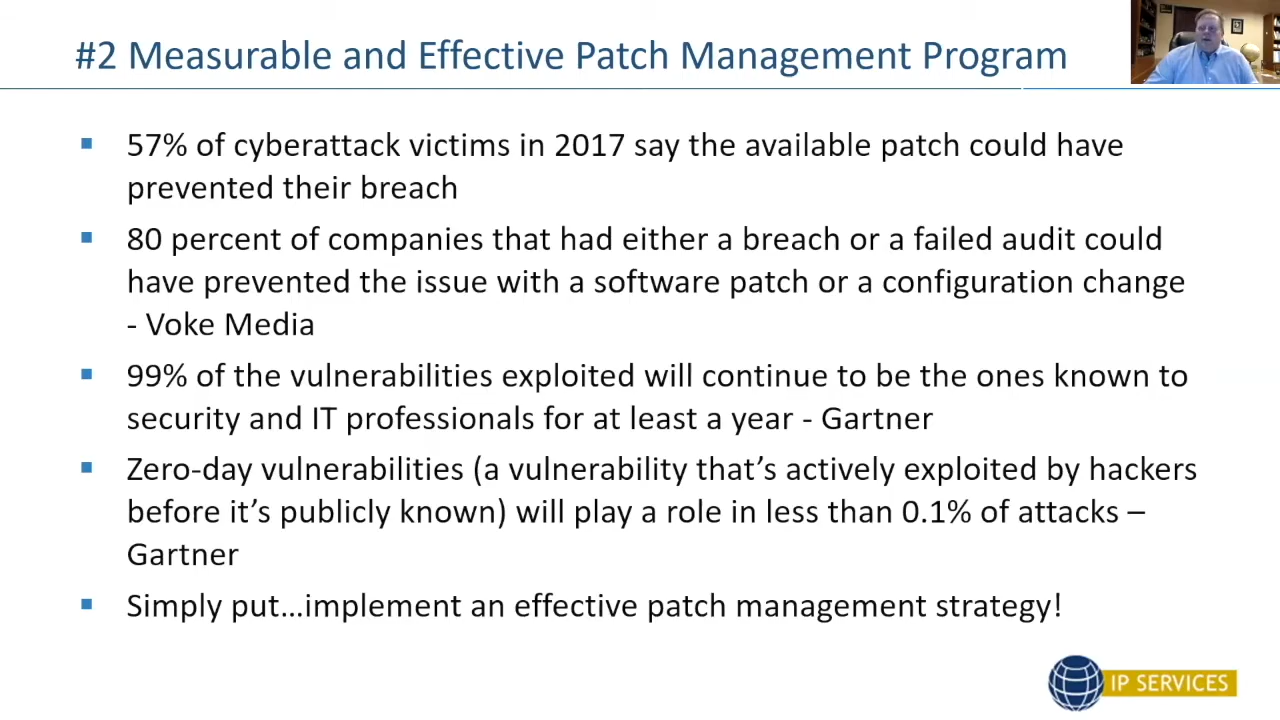 #2 Measurable and Effective Patch Management Program
▪ 57% of cyberattack victims in 2017 say the available patch could have
prevented their breach
▪ 80 percent of companies that had either a breach or a failed audit could
have prevented the issue with a software patch or a configuration change
- Voke Media
▪ 99% of the vulnerabilities exploited will continue to be the ones known to
security and IT professionals for at least a year - Gartner
▪ Zero-day vulnerabilities (a vulnerability that’s actively exploited by hackers
before it’s publicly known) will play a role in less than 0.1% of attacks –
Gartner
▪ Simply put…implement an effective patch management strategy!
IP SERVICES